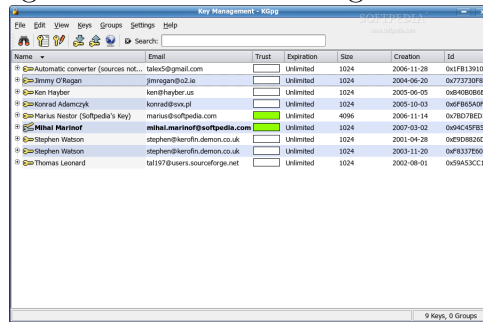 Key Management - KGpg
File Edit View Keys Groups Settings Help
SOFTPEDIA
www.softpedia.com
Search:
Name Email Trust Expiration Size Creation Id
Automatic converter (sources not... talex5@gmail.com Unlimited 1024 2006-11-28 0x1FB13910
Jimmy O'Regan jimregan@o2.ie Unlimited 1024 2004-06-20 0x773730F8
Ken Hayber ken@hayber.us Unlimited 1024 2005-06-05 0xB40B0B6E
Konrad Adamczyk konrad@svx.pl Unlimited 1024 2005-10-03 0x6FB65A0F
Marius Nestor (Softpedia's Key) marius@softpedia.com Unlimited 4096 2006-11-14 0x7BD7BED
Mihai Marinof mihai.marinof@softpedia.com Unlimited 1024 2007-03-02 0x94C45FB5
Stephen Watson stephen@kerofin.demon.co.uk Unlimited 1024 2001-04-28 0xE9D8826D
Stephen Watson stephen@kerofin.demon.co.uk Unlimited 1024 2003-11-20 0xF8337E60
Thomas Leonard tal197@users.sourceforge.net Unlimited 1024 2002-08-01 0x59A53CC1
9 Keys, 0 Groups